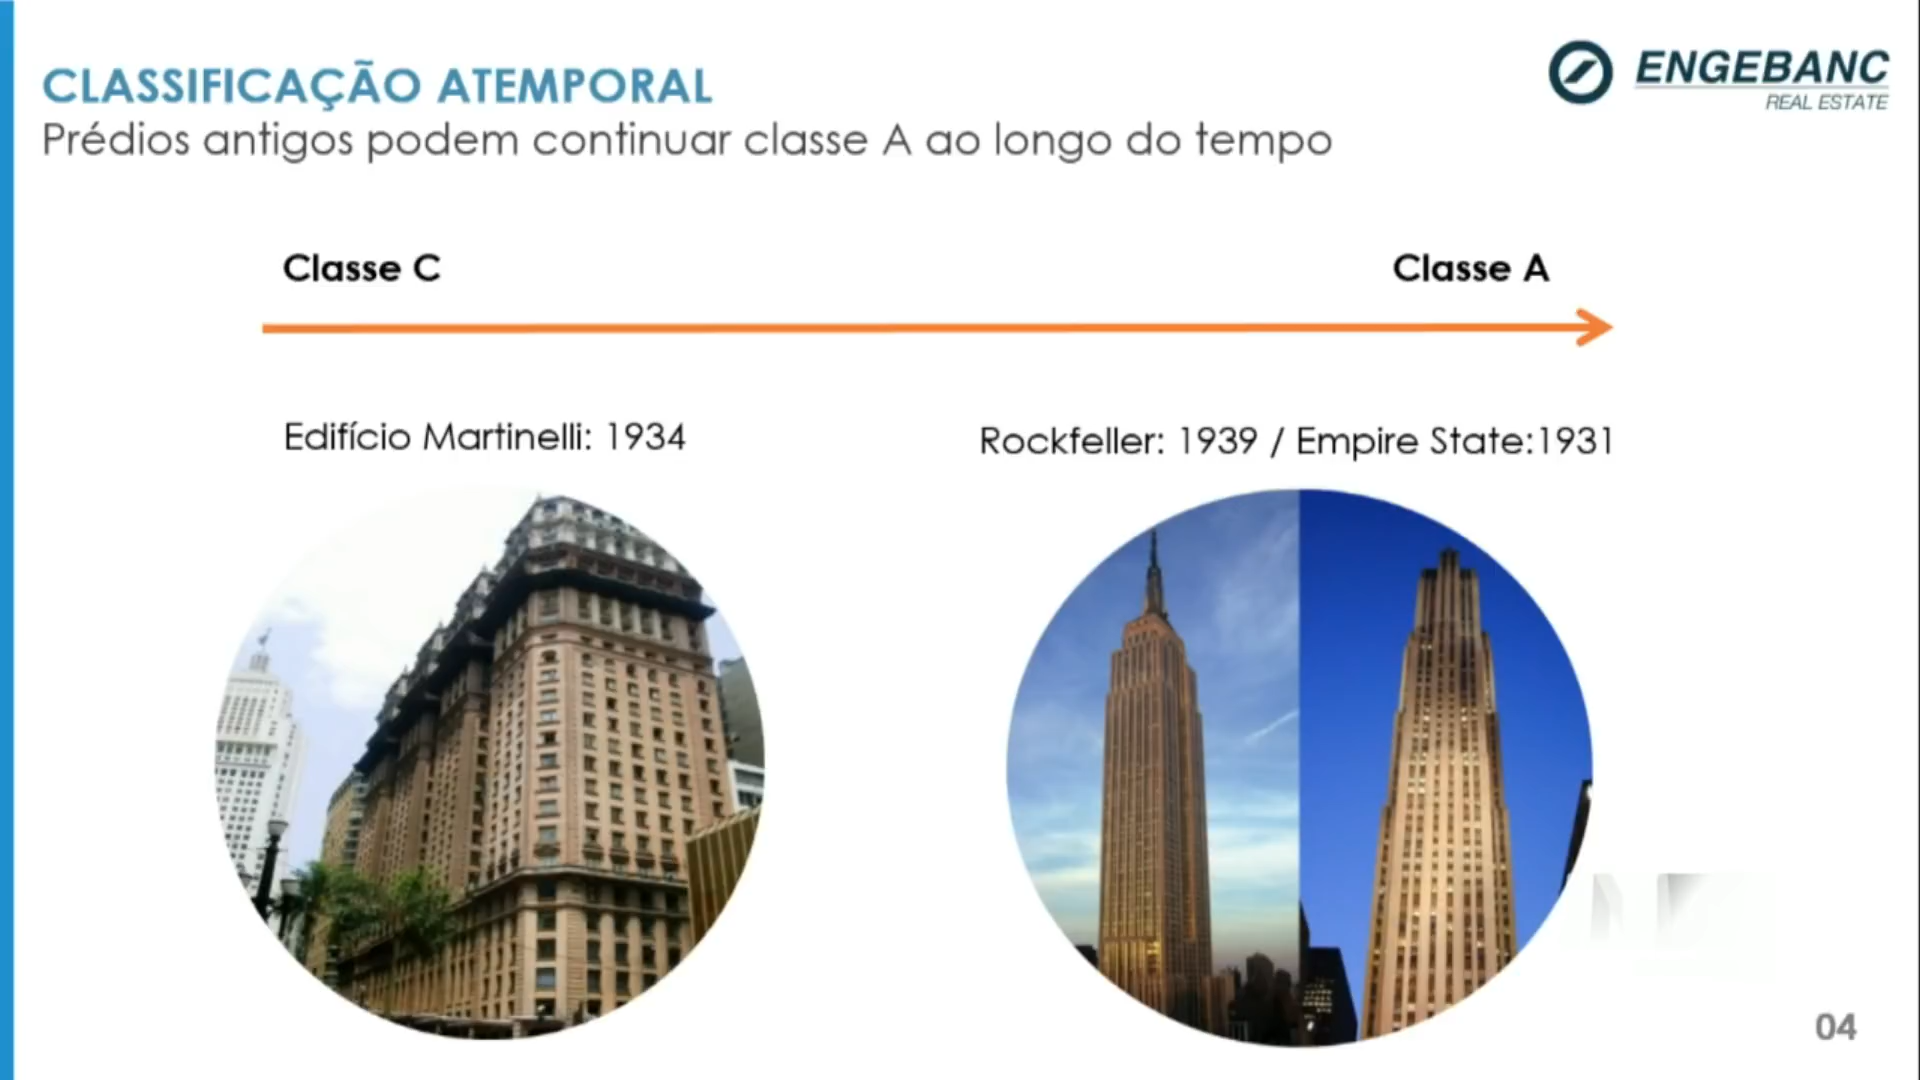 CLASSIFICAÇÃO ATEMPORAL
Prédios antigos podem continuar classe A ao longo do tempo
ENGEBANC
REAL ESTATE
Classe C
Classe A
Edifício Martinelli: 1934
Rockfeller: 1939 / Empire State:1931
04